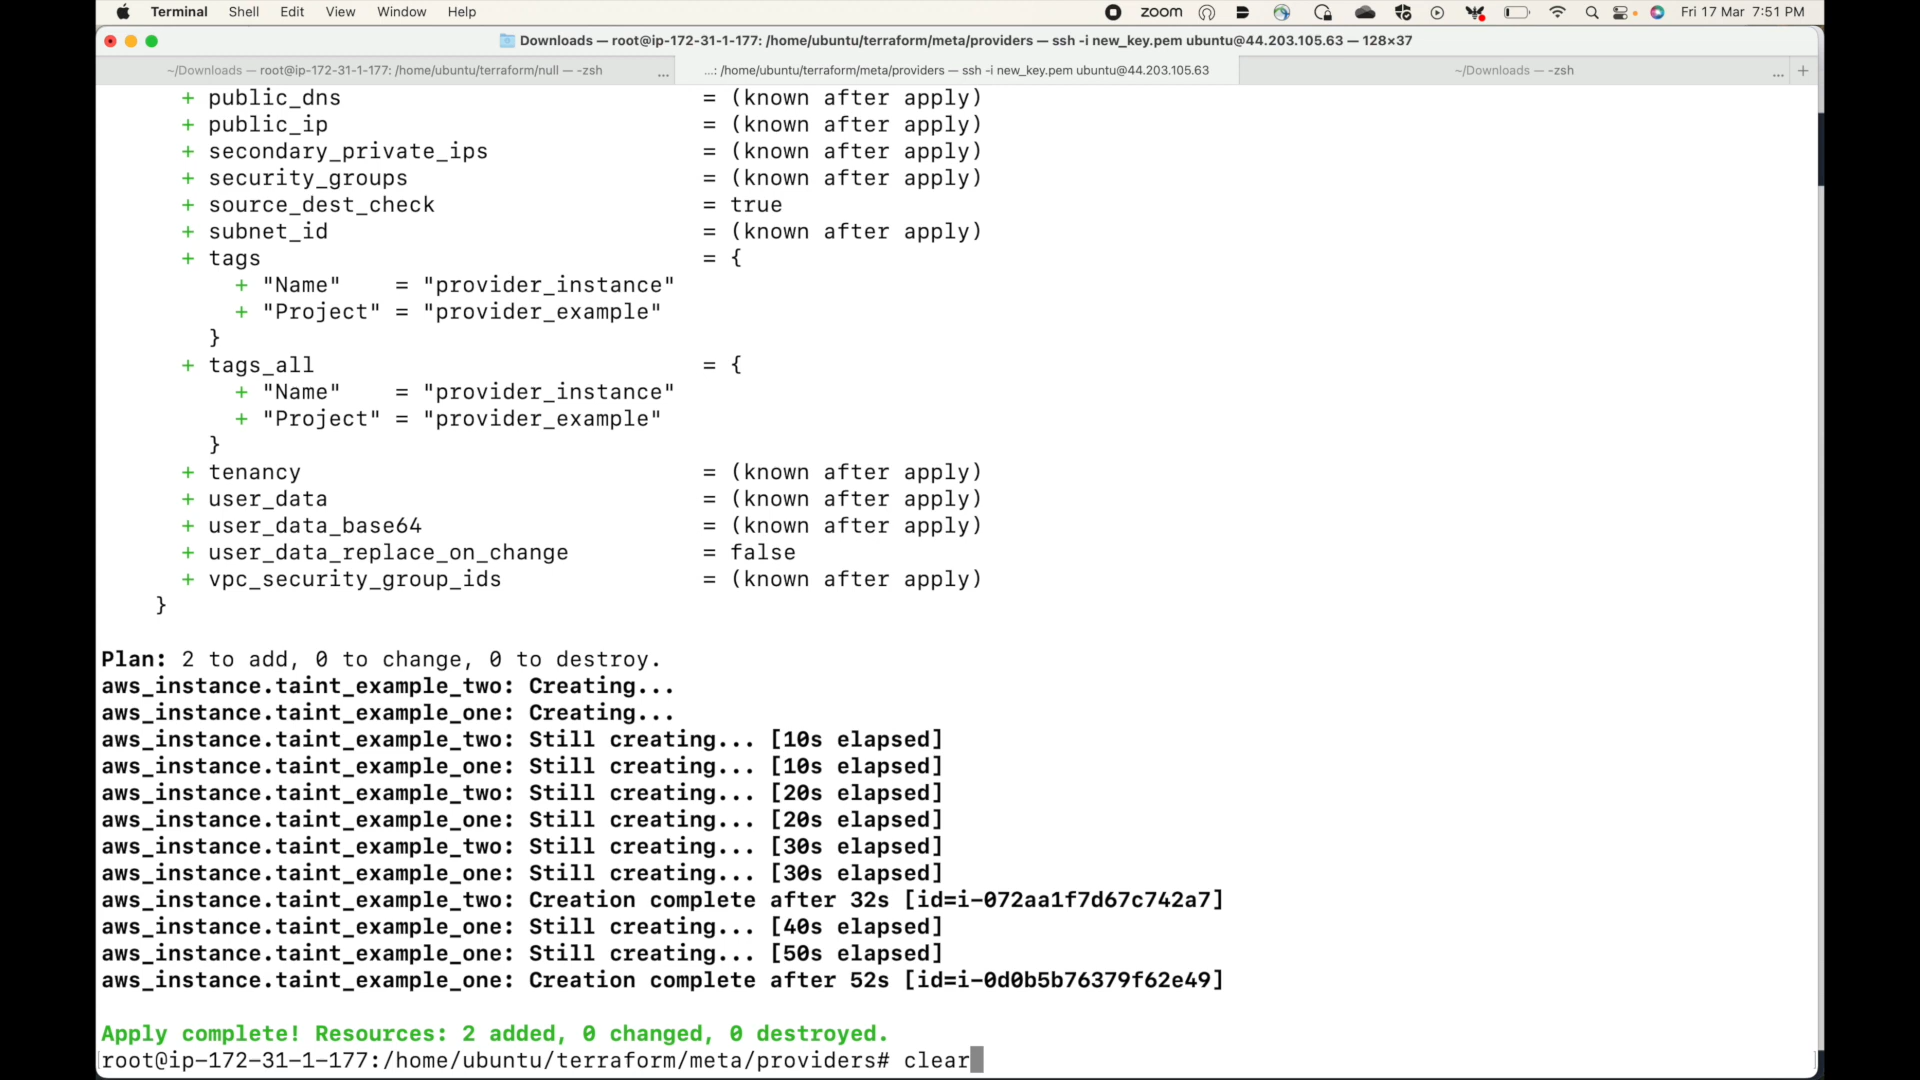 Terminal Shell Edit View Window Help zoom Fri 17 Mar 7:51 PM
Downloads — root@ip-172-31-1-177: /home/ubuntu/terraform/meta/providers — ssh -i new_key.pem ubuntu@44.203.105.63 — 128×37
~/Downloads — root@ip-172-31-1-177: /home/ubuntu/terraform/null — -zsh ... ...: /home/ubuntu/terraform/meta/providers — ssh -i new_key.pem ubuntu@44.203.105.63 ~/Downloads — -zsh ... +
+ public_dns = (known after apply)
+ public_ip = (known after apply)
+ secondary_private_ips = (known after apply)
+ security_groups = (known after apply)
+ source_dest_check = true
+ subnet_id = (known after apply)
+ tags = {
+ "Name" = "provider_instance"
+ "Project" = "provider_example"
}
+ tags_all = {
+ "Name" = "provider_instance"
+ "Project" = "provider_example"
}
+ tenancy = (known after apply)
+ user_data = (known after apply)
+ user_data_base64 = (known after apply)
+ user_data_replace_on_change = false
+ vpc_security_group_ids = (known after apply)
}
Plan: 2 to add, 0 to change, 0 to destroy.
aws_instance.taint_example_two: Creating...
aws_instance.taint_example_one: Creating...
aws_instance.taint_example_two: Still creating... [10s elapsed]
aws_instance.taint_example_one: Still creating... [10s elapsed]
aws_instance.taint_example_two: Still creating... [20s elapsed]
aws_instance.taint_example_one: Still creating... [20s elapsed]
aws_instance.taint_example_two: Still creating... [30s elapsed]
aws_instance.taint_example_one: Still creating... [30s elapsed]
aws_instance.taint_example_two: Creation complete after 32s [id=i-072aa1f7d67c742a7]
aws_instance.taint_example_one: Still creating... [40s elapsed]
aws_instance.taint_example_one: Still creating... [50s elapsed]
aws_instance.taint_example_one: Creation complete after 52s [id=i-0d0b5b76379f62e49]
Apply complete! Resources: 2 added, 0 changed, 0 destroyed.
[root@ip-172-31-1-177:/home/ubuntu/terraform/meta/providers# clear ]